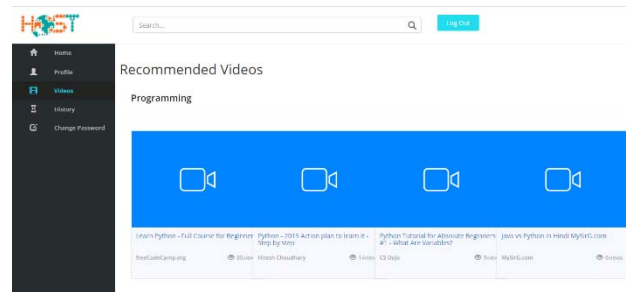 HOST
Search...
Log Out
Home
Profile
Videos
History
Change Password
Recommended Videos
Programming
Learn Python - Full Course for Beginner
Python - 2019 Action plan to learn it -
Step by step
Python Tutorial for Absolute Beginners
#1 - What Are Variables?
Java vs Python in Hindi MySirG.com
freeCodeCamp.org
Hitesh Choudhary
CS Dojo
MySirG.com